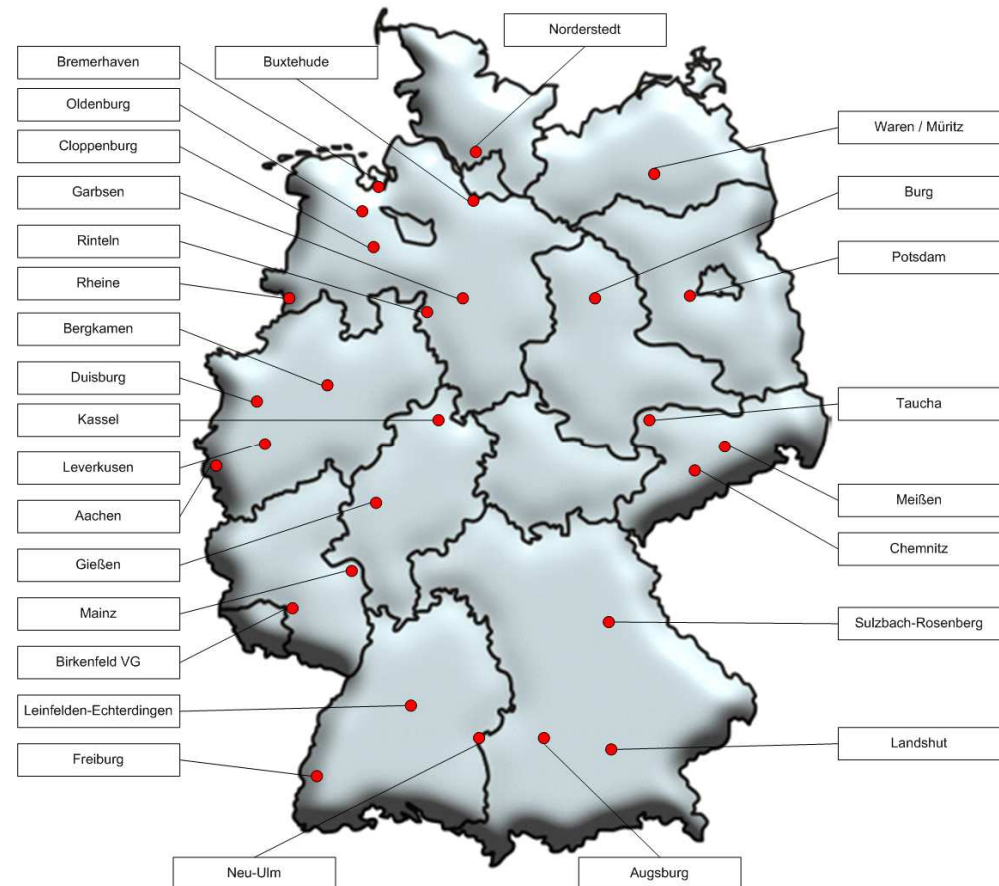 Norderstedt
Bremerhaven
Buxtehude
Oldenburg
Cloppenburg
Garbsen
Rinteln
Rheine
Bergkamen
Duisburg
Kassel
Leverkusen
Aachen
Gießen
Mainz
Birkenfeld VG
Leinfelden-Echterdingen
Freiburg
Neu-Ulm
Waren / Müritz
Burg
Potsdam
Taucha
Meißen
Chemnitz
Sulzbach-Rosenberg
Landshut
Augsburg